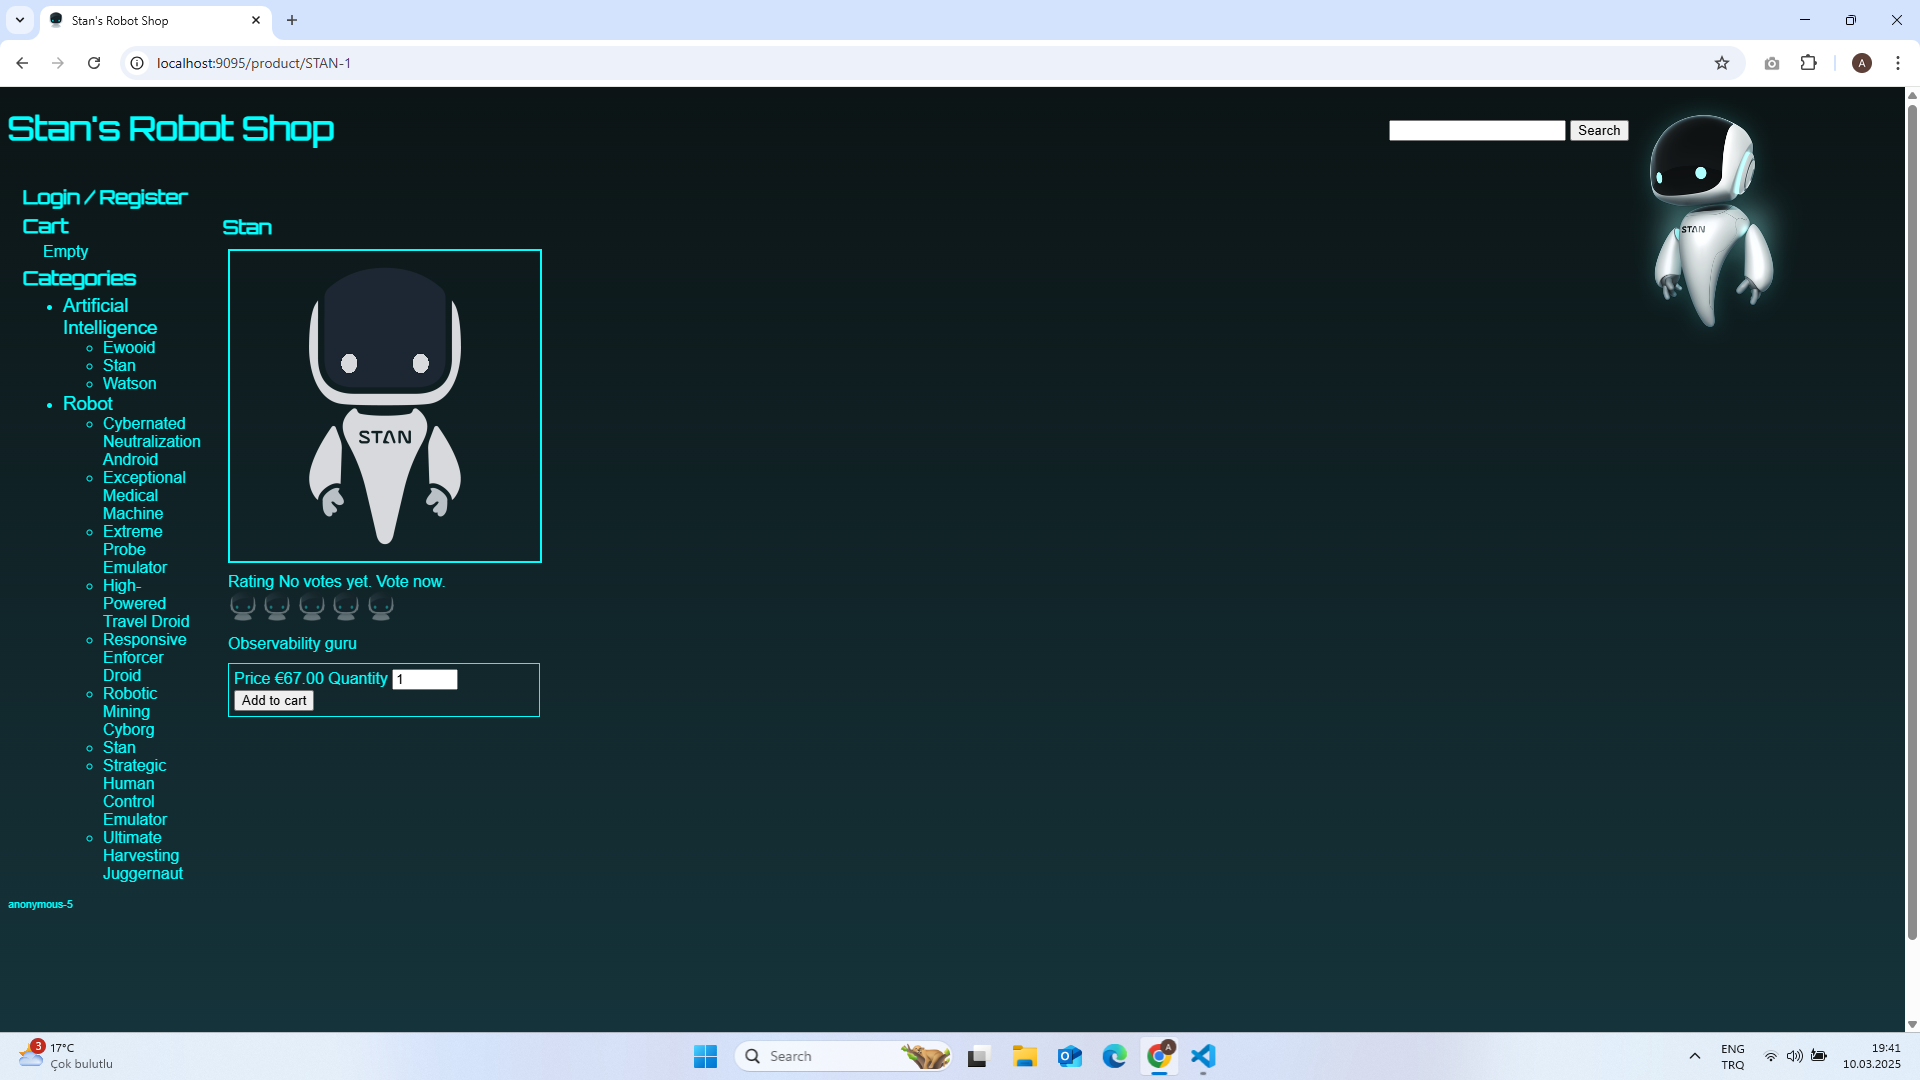 Stan's Robot Shop
localhost:9095/product/STAN-1
A
Stan's Robot Shop
Search
STAN
Login / Register
Cart
Empty
Categories
Artificial
Intelligence
Ewooid
Stan
Watson
Robot
Cybernated
Neutralization
Android
Exceptional
Medical
Machine
Extreme
Probe
Emulator
High-
Powered
Travel Droid
Responsive
Enforcer
Droid
Robotic
Mining
Cyborg
Stan
Strategic
Human
Control
Emulator
Ultimate
Harvesting
Juggernaut
anonymous-5
Stan
STAN
Rating No votes yet. Vote now.
Observability guru
Price €67.00 Quantity 1
Add to cart
3
17°C
Çok bulutlu
Search
A
ENG
TRQ
19:41
10.03.2025